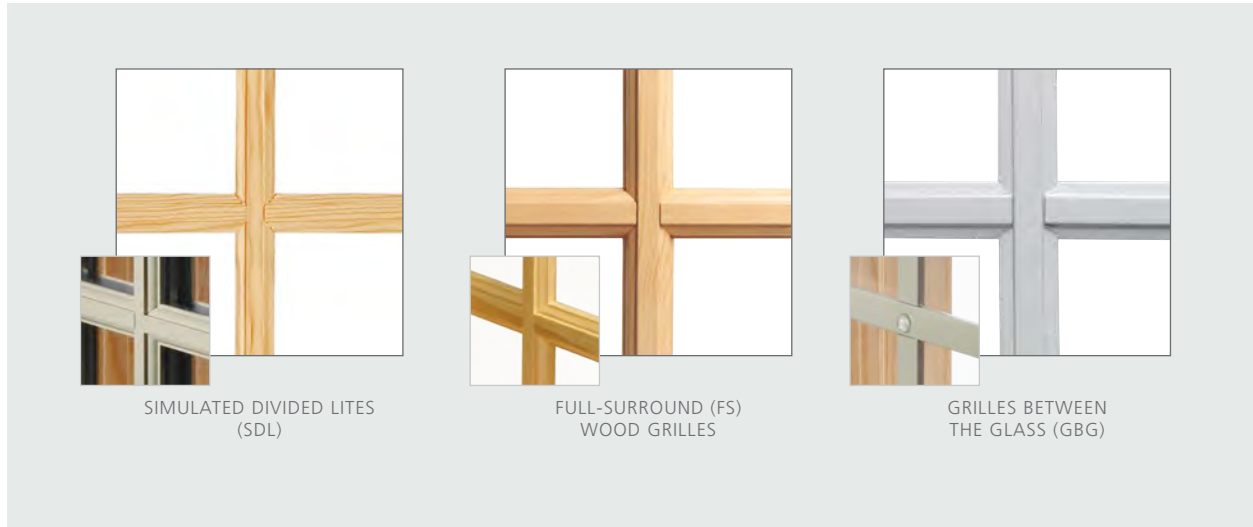 SIMULATED DIVIDED LITES
(SDL)
FULL-SURROUND (FS)
WOOD GRILLES
GRILLES BETWEEN
THE GLASS (GBG)